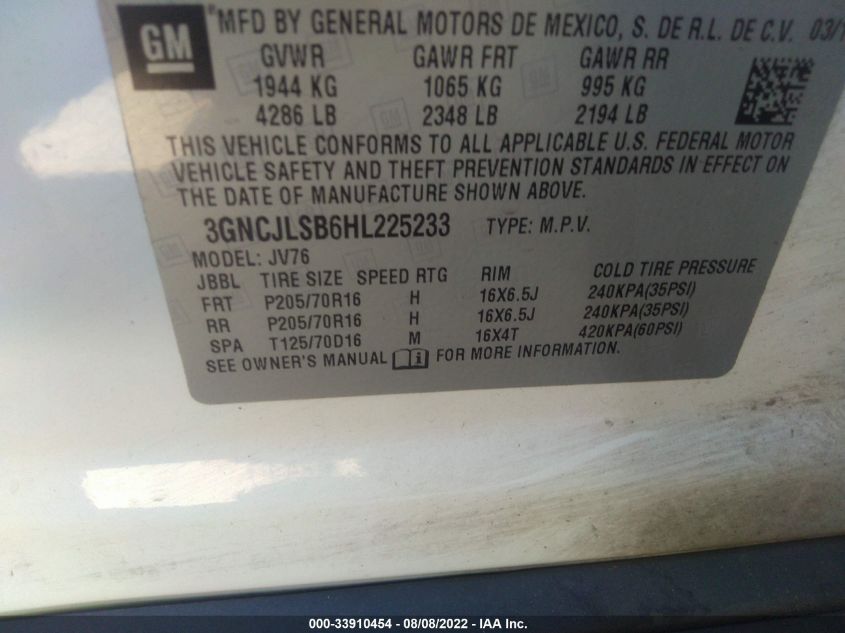 GM
MFD BY GENERAL MOTORS DE MEXICO, S. DE R.L. DE C.V. 03/1
GVWR GAWR FRT GAWR RR
1944 KG 1065 KG 995 KG
4286 LB 2348 LB 2194 LB
THIS VEHICLE CONFORMS TO ALL APPLICABLE U.S. FEDERAL MOTOR
VEHICLE SAFETY AND THEFT PREVENTION STANDARDS IN EFFECT ON
THE DATE OF MANUFACTURE SHOWN ABOVE.
3GNCJLSB6HL225233 TYPE: M.P.V.
MODEL: JV76
JBBL TIRE SIZE SPEED RTG RIM COLD TIRE PRESSURE
FRT P205/70R16 H 16X6.5J 240KPA(35PSI)
RR P205/70R16 H 16X6.5J 240KPA(35PSI)
SPA T125/70D16 M 16X4T 420KPA(60PSI)
SEE OWNER'S MANUAL FOR MORE INFORMATION.
000-33910454 - 08/08/2022 - IAA Inc.